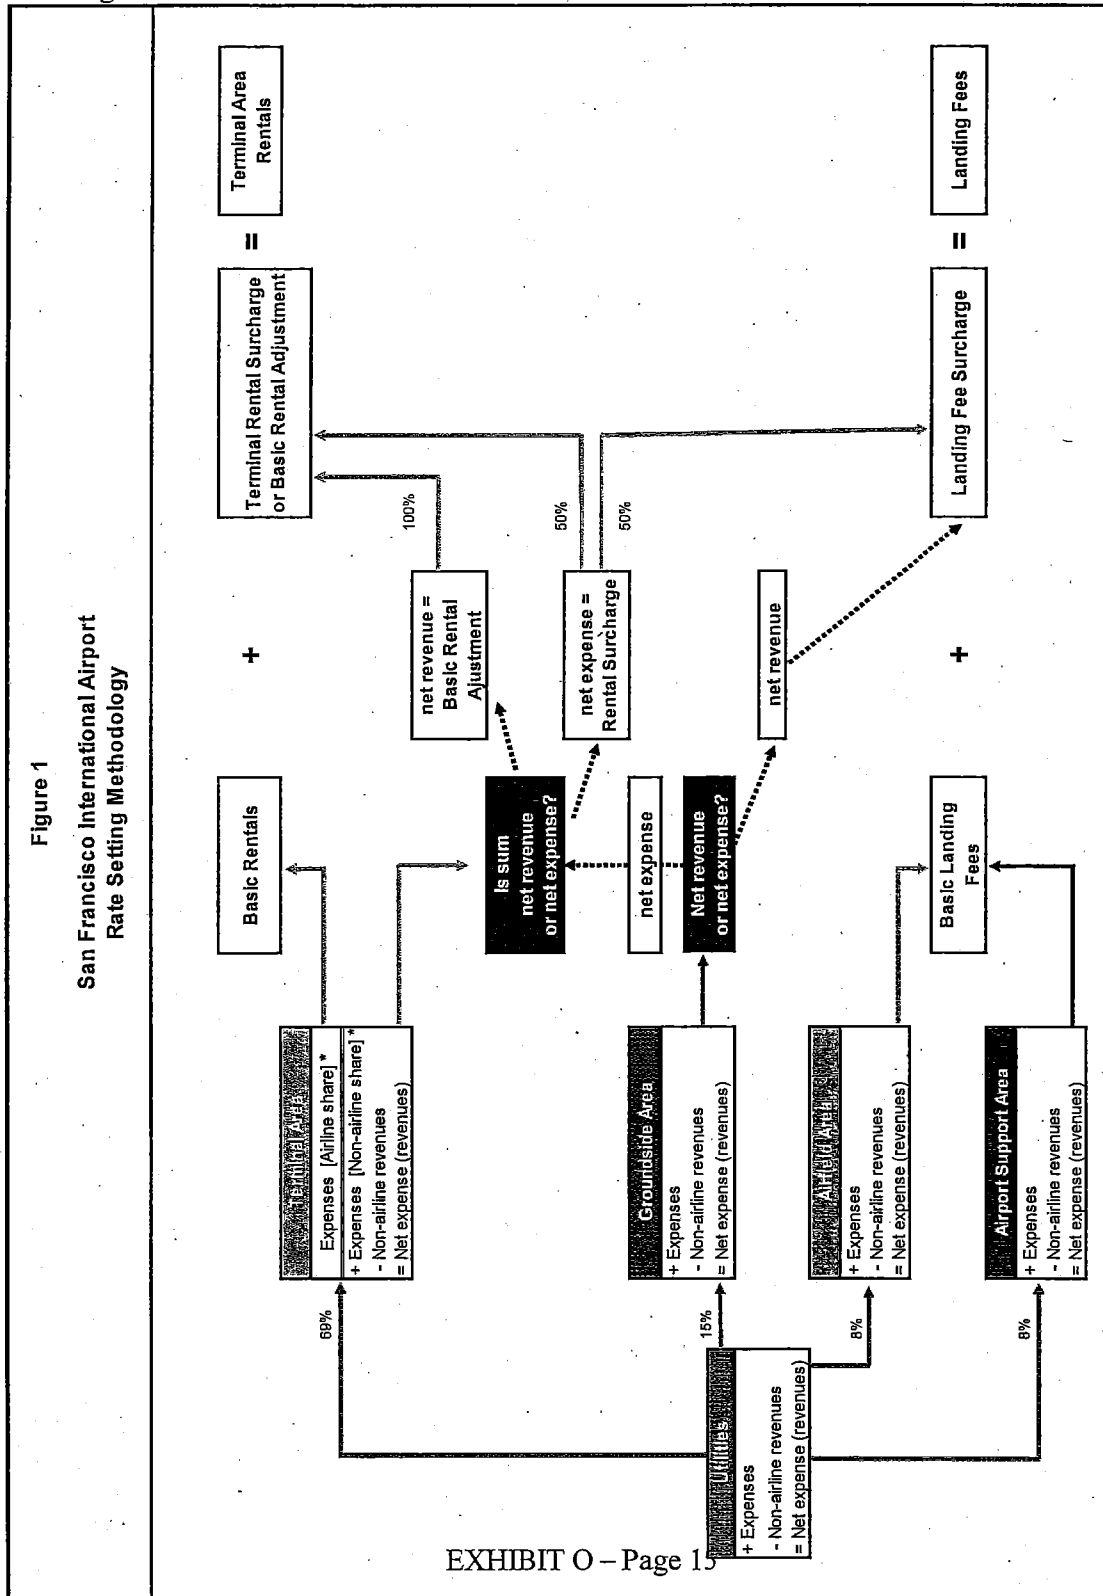 Figure 1
San Francisco International Airport
Rate Setting Methodology
Utilities
+ Expenses
- Non-airline revenues
= Net expense (revenues)
69%
15%
8%
8%
Terminal Area
Expenses [Airline share] *
+ Expenses [Non-airline share] *
- Non-airline revenues
= Net expense (revenues)
Groundside Area
+ Expenses
- Non-airline revenues
= Net expense (revenues)
Airfield Area
+ Expenses
- Non-airline revenues
= Net expense (revenues)
Airport Support Area
+ Expenses
- Non-airline revenues
= Net expense (revenues)
Basic Rentals
Is sum
net revenue
or net expense?
net expense
Net revenue
or net expense?
Basic Landing
Fees
+
net revenue =
Basic Rental
Ajustment
net expense =
Rental Surcharge
net revenue
+
100%
50%
50%
Terminal Rental Surcharge
or Basic Rental Adjustment
Landing Fee Surcharge
=
=
Terminal Area
Rentals
Landing Fees
EXHIBIT O – Page 15